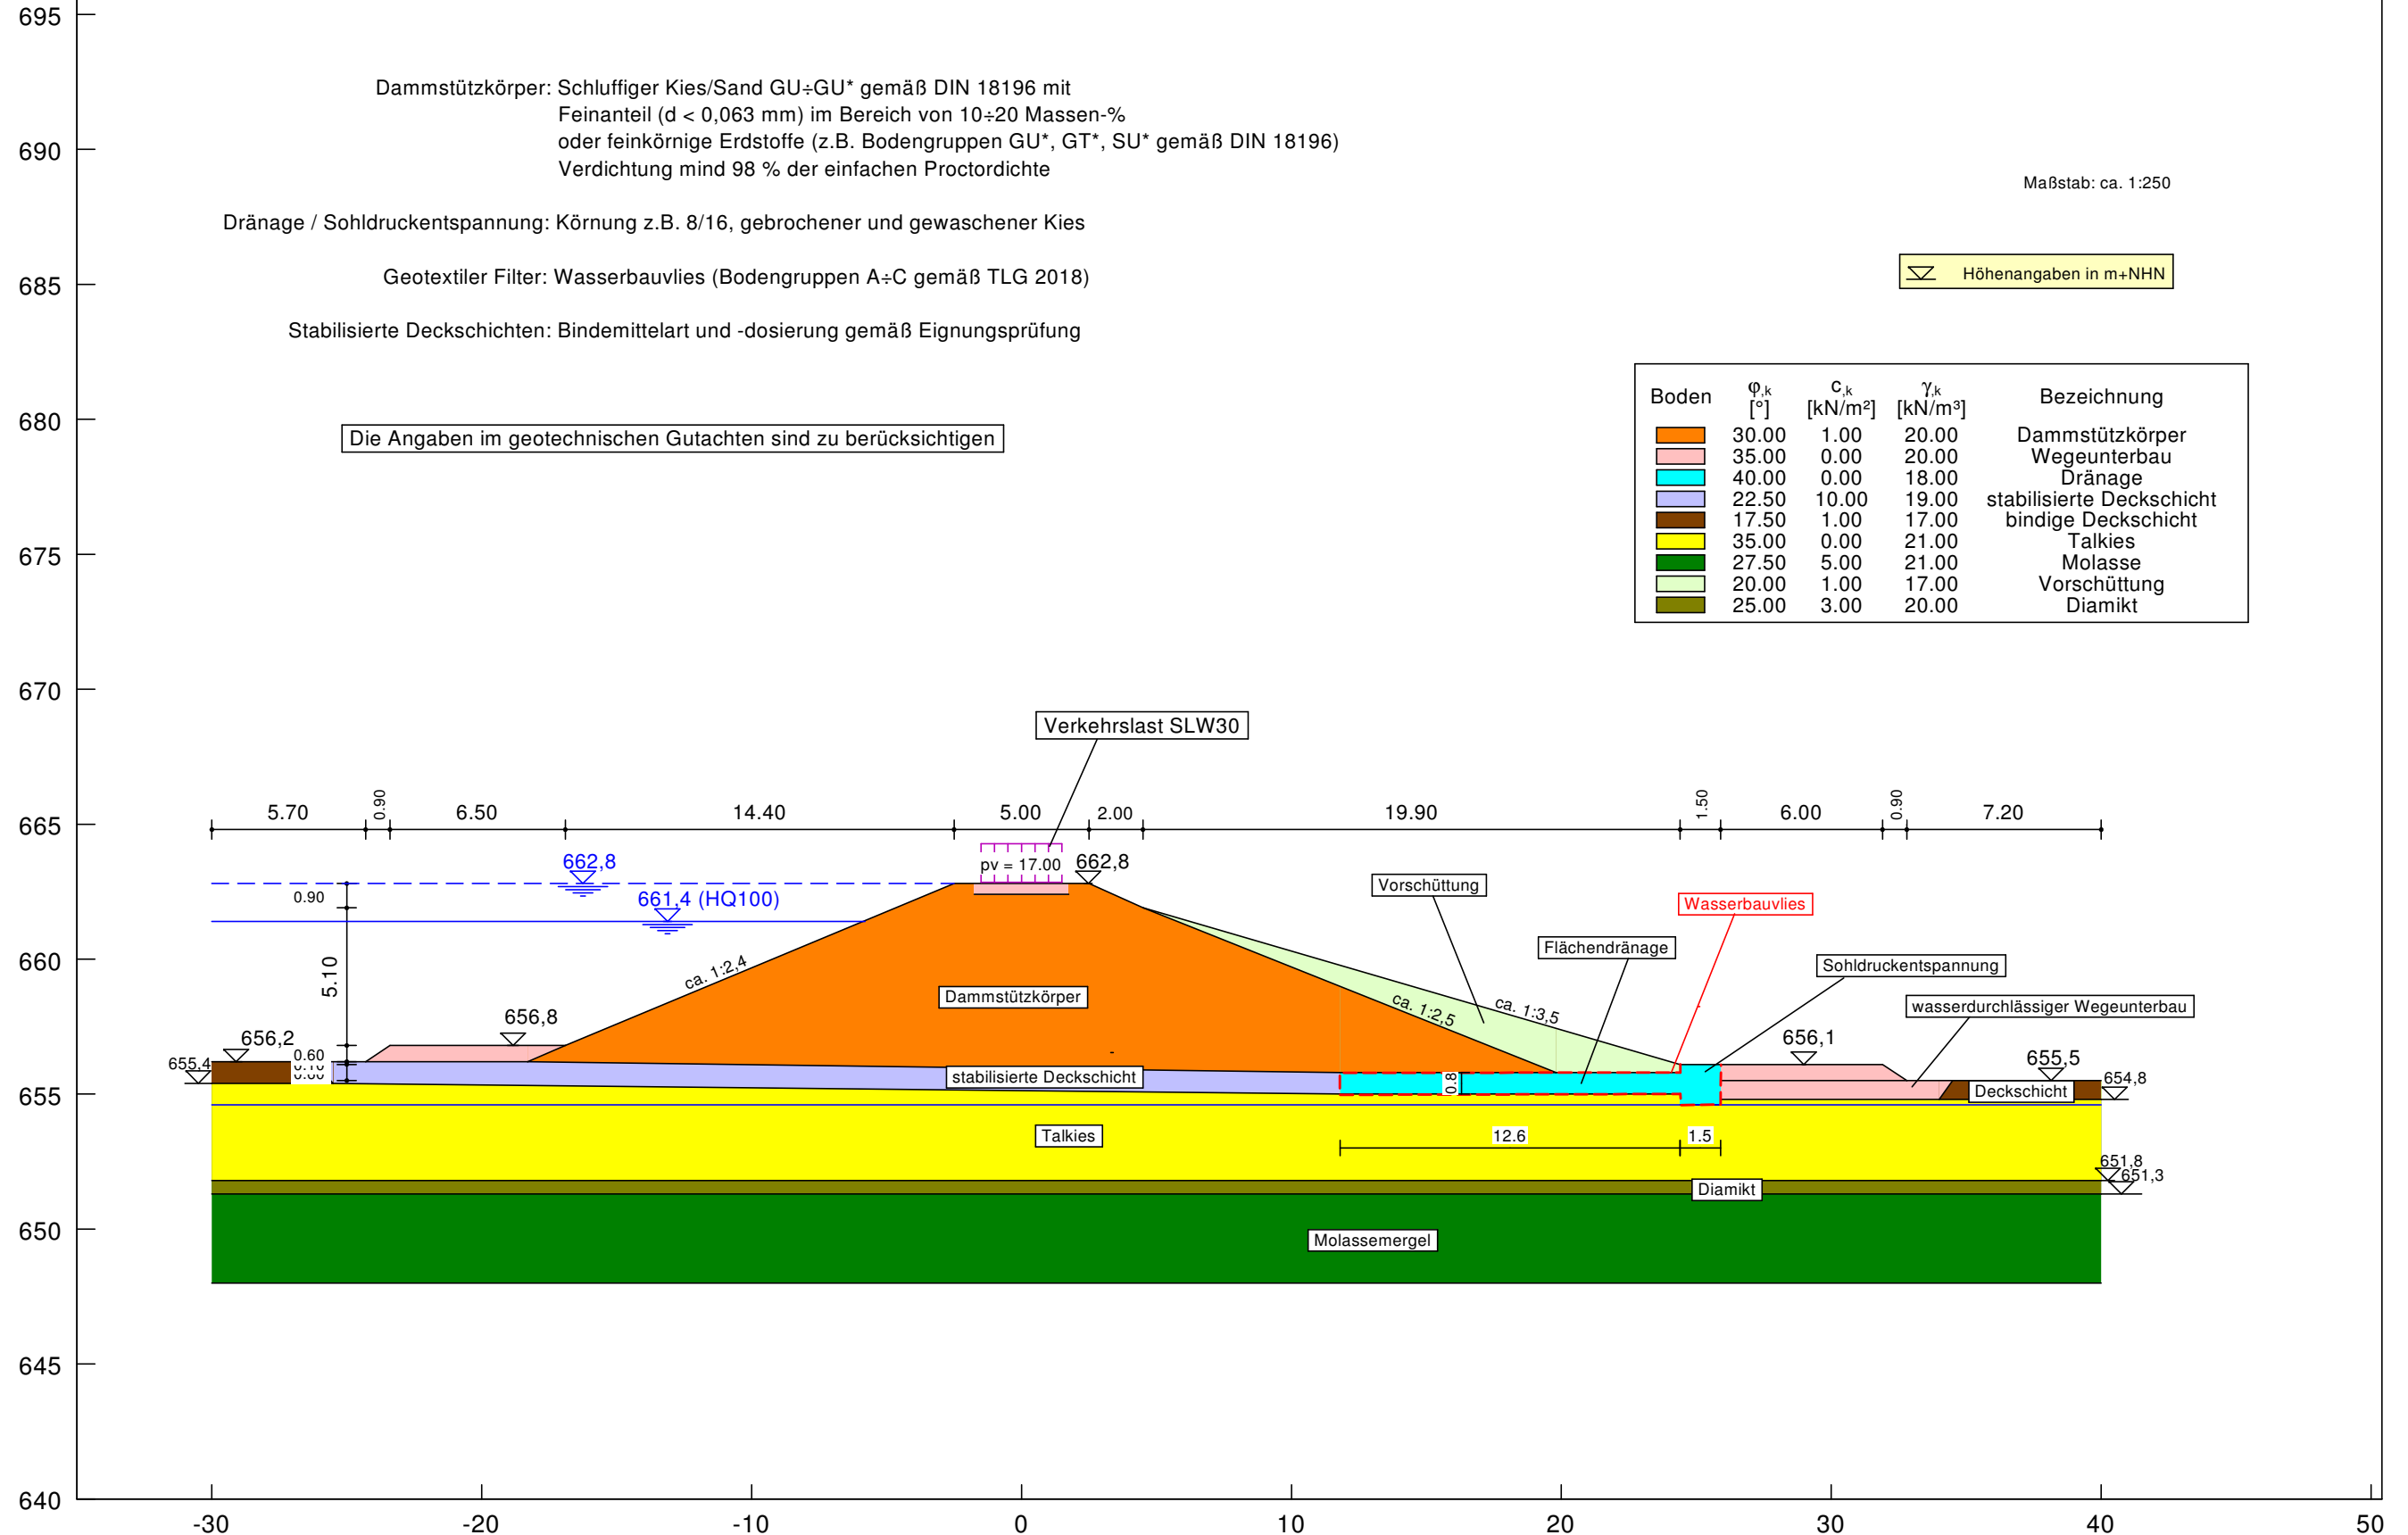 695
Dammstützkörper: Schluffiger Kies/Sand GU÷GU* gemäß DIN 18196 mit
Feinanteil (d < 0,063 mm) im Bereich von 10÷20 Massen-%
oder feinkörnige Erdstoffe (z.B. Bodengruppen GU*, GT*, SU* gemäß DIN 18196)
Verdichtung mind 98 % der einfachen Proctordichte
690
Maßstab: ca. 1:250
Dränage / Sohldruckentspannung: Körnung z.B. 8/16, gebrochener und gewaschener Kies
Geotextiler Filter: Wasserbauvlies (Bodengruppen A÷C gemäß TLG 2018)
Höhenangaben in m+NHN
685
Stabilisierte Deckschichten: Bindemittelart und -dosierung gemäß Eignungsprüfung
680
Die Angaben im geotechnischen Gutachten sind zu berücksichtigen
Boden φ,k [°] c,k [kN/m²] γ,k [kN/m³] Bezeichnung
30.00 1.00 20.00 Dammstützkörper
35.00 0.00 20.00 Wegeunterbau
40.00 0.00 18.00 Dränage
22.50 10.00 19.00 stabilisierte Deckschicht
17.50 1.00 17.00 bindige Deckschicht
35.00 0.00 21.00 Talkies
27.50 5.00 21.00 Molasse
20.00 1.00 17.00 Vorschüttung
25.00 3.00 20.00 Diamikt
675
670
Verkehrslast SLW30
665
5.70 0.90 6.50 14.40 5.00 2.00 19.90 1.50 6.00 0.90 7.20
662,8
pv = 17.00
662,8
0.90
661,4 (HQ100)
Vorschüttung
Wasserbauvlies
Flächendränage
660
5.10
ca. 1:2,4
Sohldruckentspannung
Dammstützkörper
ca. 1:2,5
ca. 1:3,5
wasserdurchlässiger Wegeunterbau
656,2
656,8
656,1
655,5
655,4
0.60
stabilisierte Deckschicht
0.8
Deckschicht
654,8
655
Talkies
12.6
1.5
651,8
651,3
Diamikt
650
Molassemergel
645
640
-30 -20 -10 0 10 20 30 40 50